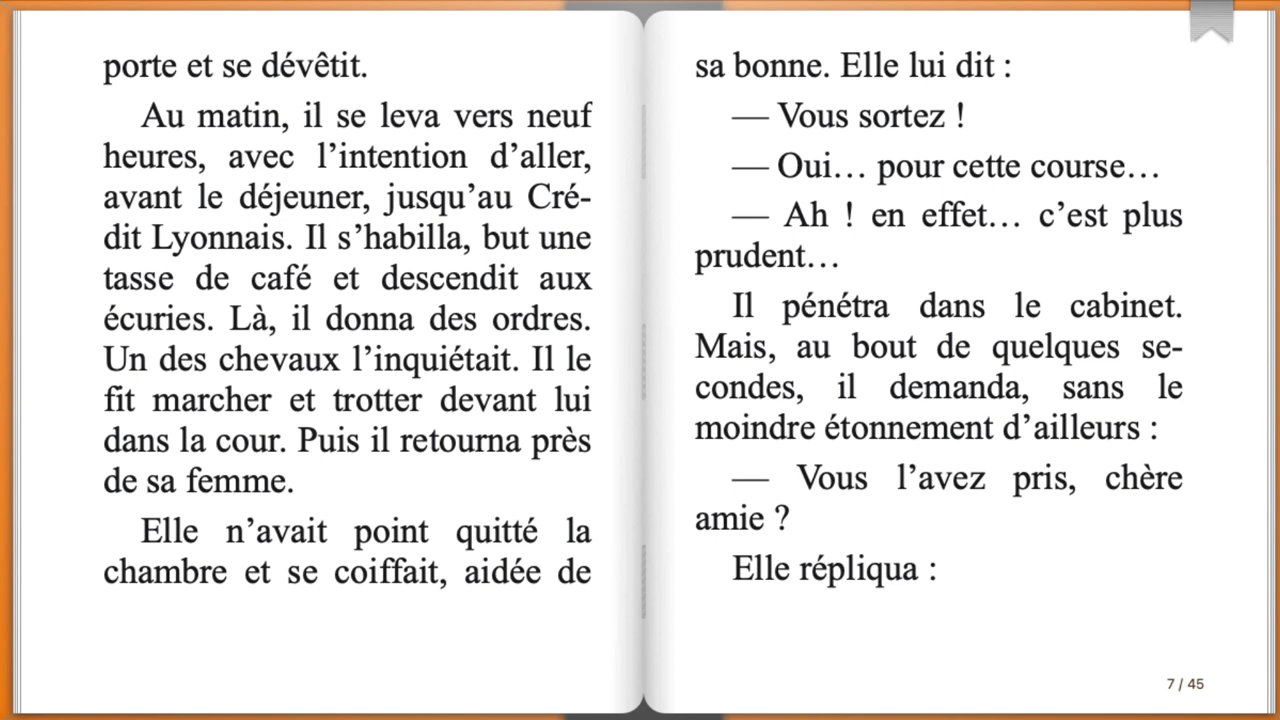 porte et se dévêtit.
Au matin, il se leva vers neuf
heures, avec l’intention d’aller,
avant le déjeuner, jusqu’au Cré-
dit Lyonnais. Il s’habilla, but une
tasse de café et descendit aux
écuries. Là, il donna des ordres.
Un des chevaux l’inquiétait. Il le
fit marcher et trotter devant lui
dans la cour. Puis il retourna près
de sa femme.
Elle n’avait point quitté la
chambre et se coiffait, aidée de
sa bonne. Elle lui dit :
— Vous sortez !
— Oui… pour cette course…
— Ah ! en effet… c’est plus
prudent…
Il pénétra dans le cabinet.
Mais, au bout de quelques se-
condes, il demanda, sans le
moindre étonnement d’ailleurs :
— Vous l’avez pris, chère
amie ?
Elle répliqua :
7 / 45